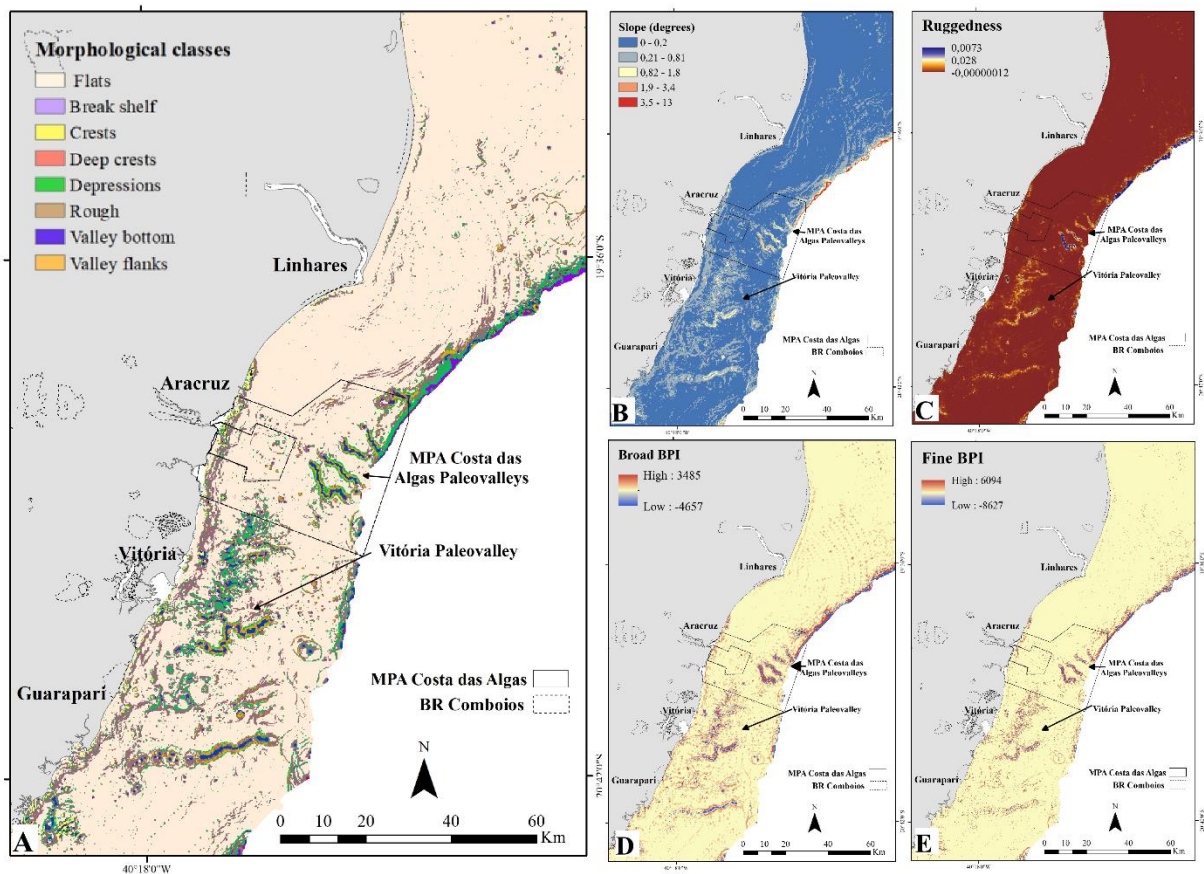 Morphological classes
Flats
Break shelf
Crests
Deep crests
Depressions
Rough
Valley bottom
Valley flanks
Linhares
Aracruz
MPA Costa das
Algas Paleovalleys
Vitória
Vitória Paleovalley
Guarapari
MPA Costa das Algas
BR Comboios
N
0 10 20 40 60
Km
A
40°18'0"W
19°36'0"S
20°42'0"S
Slope (degrees)
0 - 0,2
0,21 - 0,81
0,82 - 1,8
1,9 - 3,4
3,5 - 13
Linhares
Aracruz
MPA Costa das
Algas Paleovalleys
Vitória
Vitória Paleovalley
Guarapari
MPA Costa das Algas
BR Comboios
N
0 10 20 40 60
Km
B
Ruggedness
0,0073
0,028
-0,00000012
Linhares
Aracruz
MPA Costa das
Algas Paleovalleys
Vitória
Vitória Paleovalley
Guarapari
MPA Costa das Algas
BR Comboios
N
0 10 20 40 60
Km
C
Broad BPI
High : 3485
Low : -4657
Linhares
Aracruz
MPA Costa das
Algas Paleovalleys
Vitória
Vitória Paleovalley
Guarapari
MPA Costa das Algas
BR Comboios
N
0 10 20 40 60
Km
D
Fine BPI
High : 6094
Low : -8627
Linhares
Aracruz
MPA Costa das
Algas Paleovalleys
Vitória
Vitória Paleovalley
Guarapari
MPA Costa das Algas
BR Comboios
N
0 10 20 40 60
Km
E